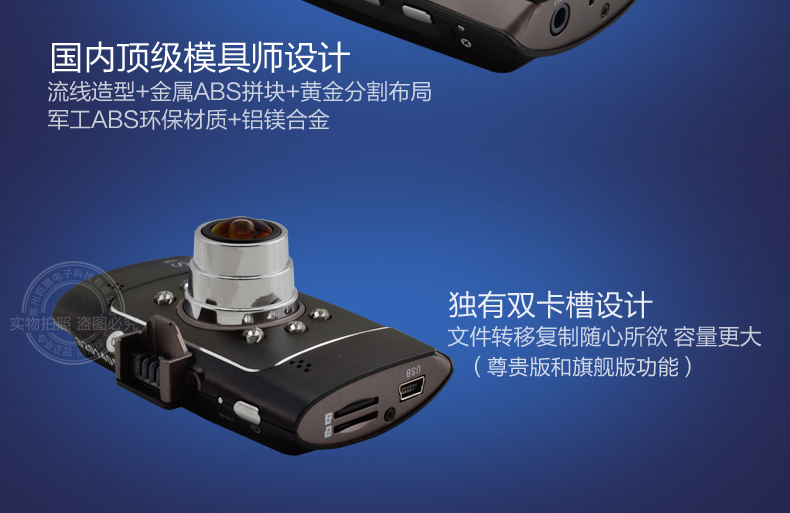 国内顶级模具师设计
流线造型+金属ABS拼块+黄金分割布局
军工ABS环保材质+铝镁合金
独有双卡槽设计
文件转移复制随心所欲 容量更大
（尊贵版和旗舰版功能）
实物拍照 盗图必究
USB